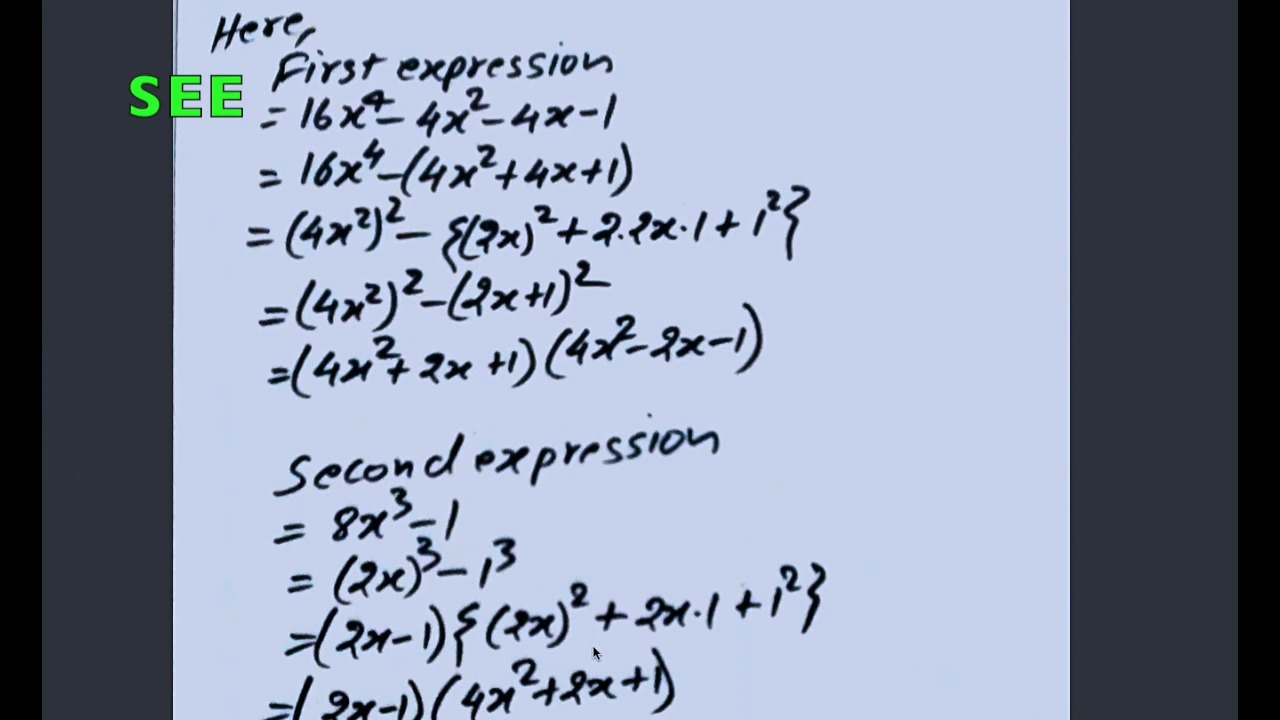 Here,
First expression
SEE
= 16x⁴ - 4x² - 4x - 1
= 16x⁴ - (4x² + 4x + 1)
= (4x²)² - {(2x)² + 2.2x.1 + 1²}
= (4x²)² - (2x+1)²
= (4x² + 2x + 1) (4x² - 2x - 1)
Second expression
= 8x³ - 1
= (2x)³ - 1³
= (2x - 1) {(2x)² + 2x.1 + 1²}
= (2x-1) (4x² + 2x + 1)